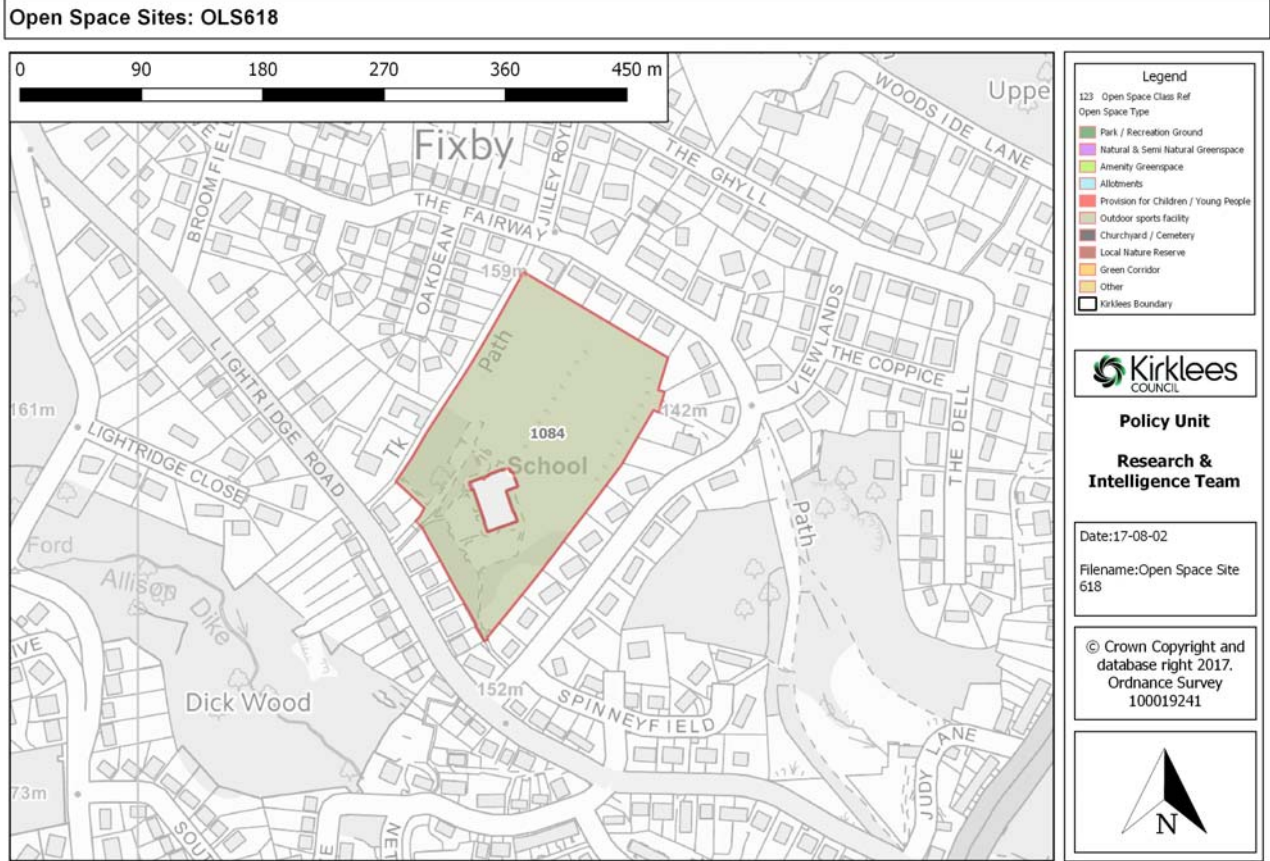 Open Space Sites: OLS618
0 90 180 270 360 450 m
Fixby
WOODSIDE LANE
Uppe
BROOMFIELD
JILLEY ROYD
THE GHYLL
THE FAIRWAY
OAKDEAN
159m
Path
VIEWLANDS
THE COPPICE
161m
LIGHTRIDGE ROAD
142m
THE DELL
LIGHTRIDGE CLOSE
Tk
1084
School
Path
Ford
Allison
Dike
IVE
Dick Wood
152m
SPINNEYFIELD
JUDY LANE
73m
SOUT
NET
Legend
123 Open Space Class Ref
Open Space Type
Park / Recreation Ground
Natural & Semi Natural Greenspace
Amenity Greenspace
Allotments
Provision for Children / Young People
Outdoor sports facility
Churchyard / Cemetery
Local Nature Reserve
Green Corridor
Other
Kirklees Boundary
Kirklees
COUNCIL
Policy Unit
Research &
Intelligence Team
Date:17-08-02
Filename:Open Space Site
618
© Crown Copyright and
database right 2017.
Ordnance Survey
100019241
N